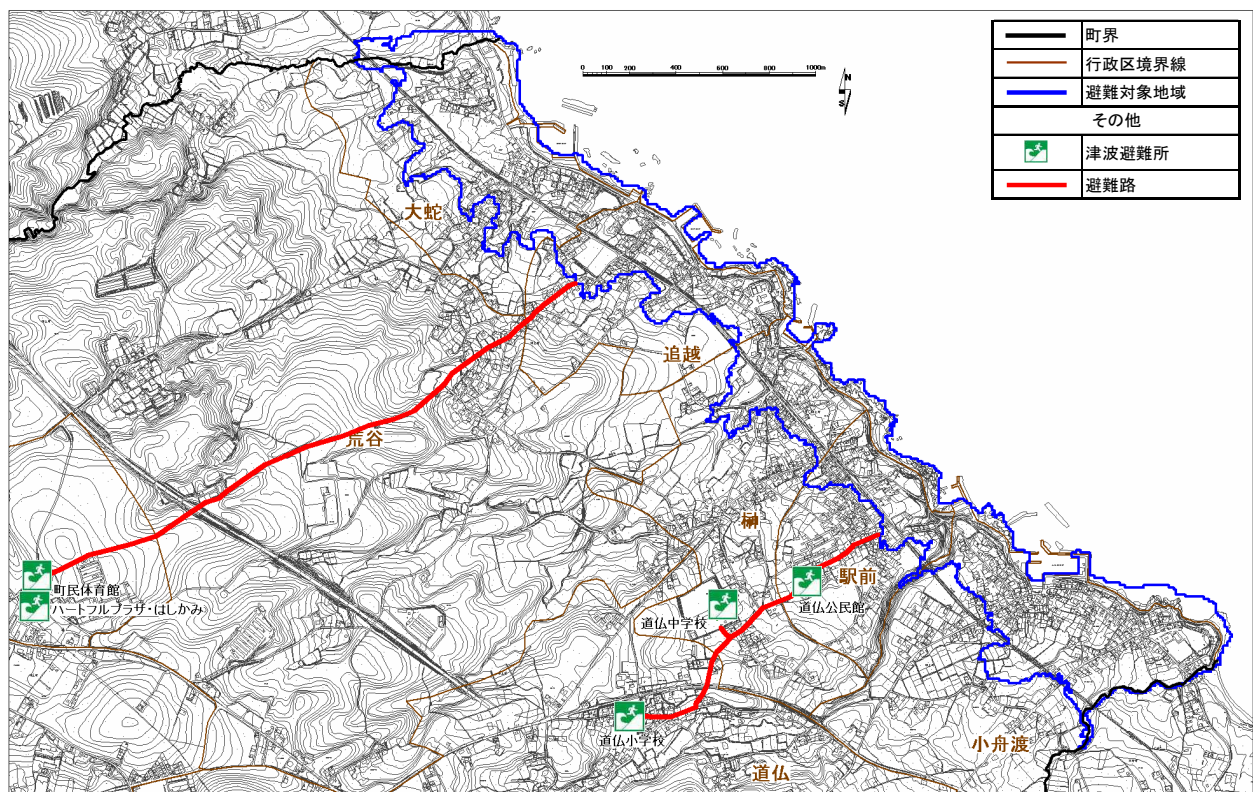 町界
行政区境界線
避難対象地域
その他
津波避難所
避難路
0 100 200 400 600 800 1000m
N
S
大蛇
追越
荒谷
榊
駅前
町民体育館
ハートフルプラザ・はしかみ
道仏公民館
道仏中学校
道仏小学校
小舟渡
道仏